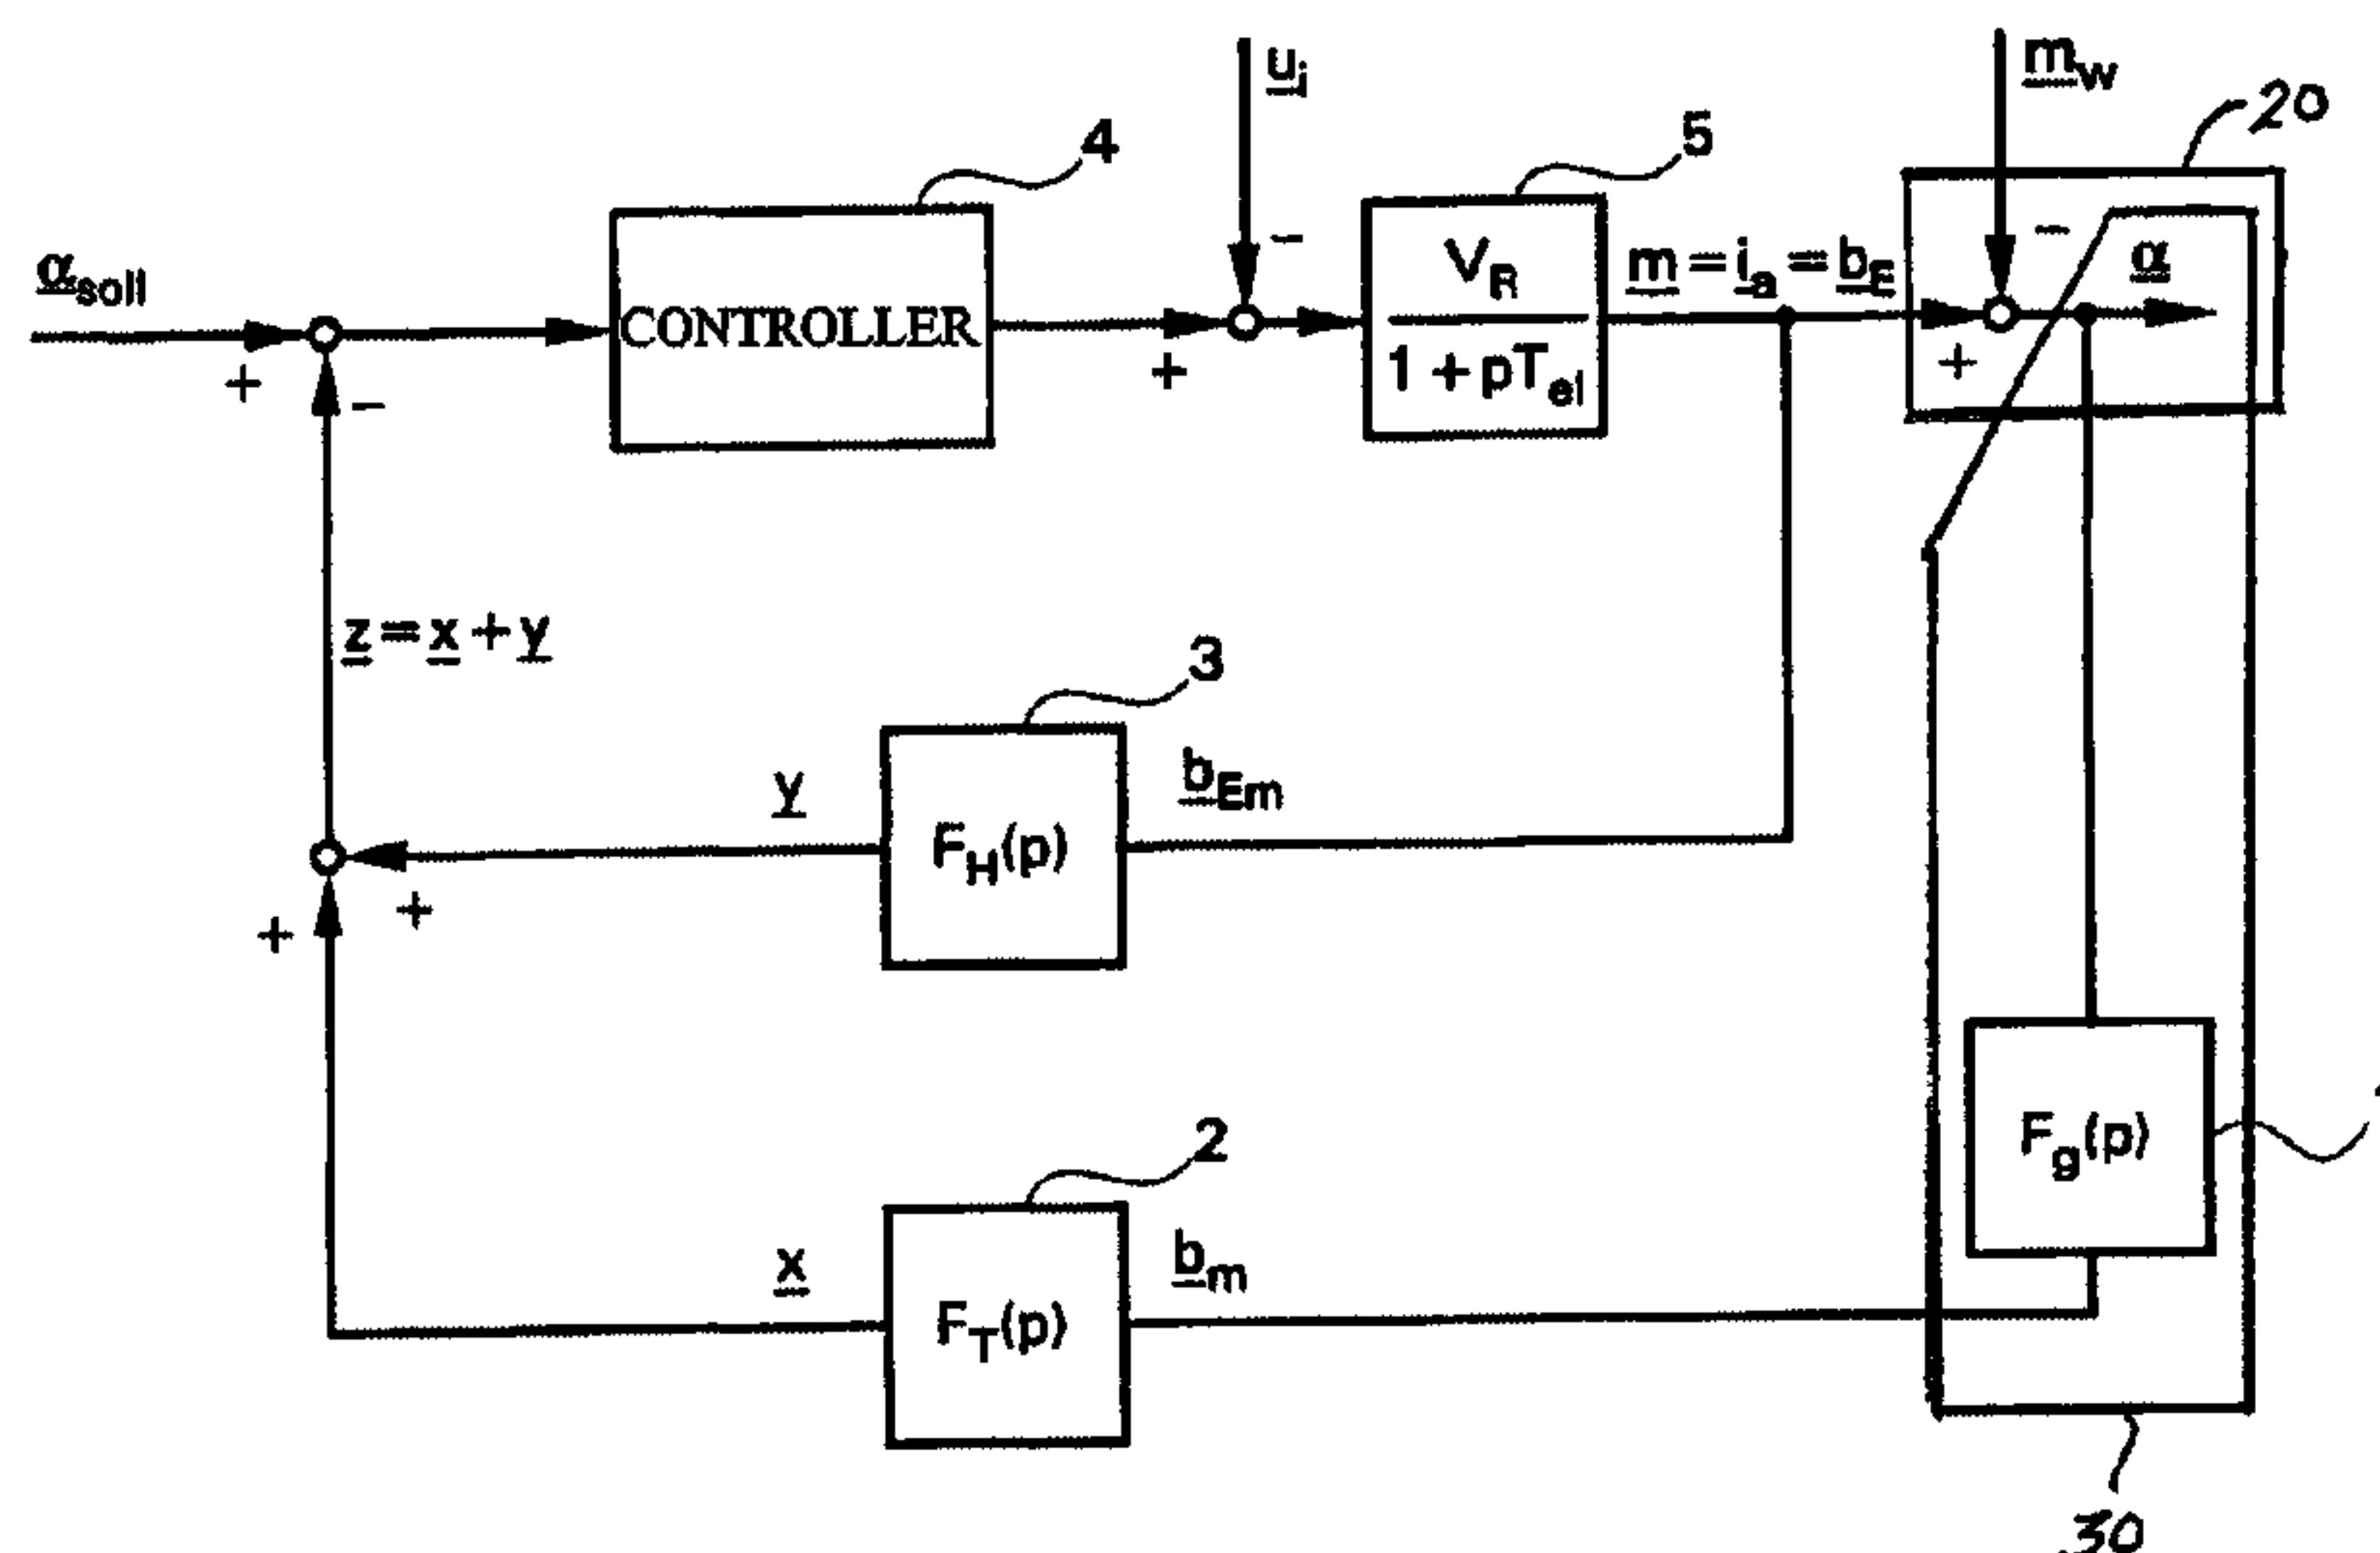 u_i
m_w
20
4
5
α_soll
CONTROLLER
V_R
1 + pT_el
m = i_a = b_E
α
+
−
+
−
+
−
z = x + y
3
y
F_H(p)
b_Em
+
+
2
x
F_T(p)
b_m
F_g(p)
30